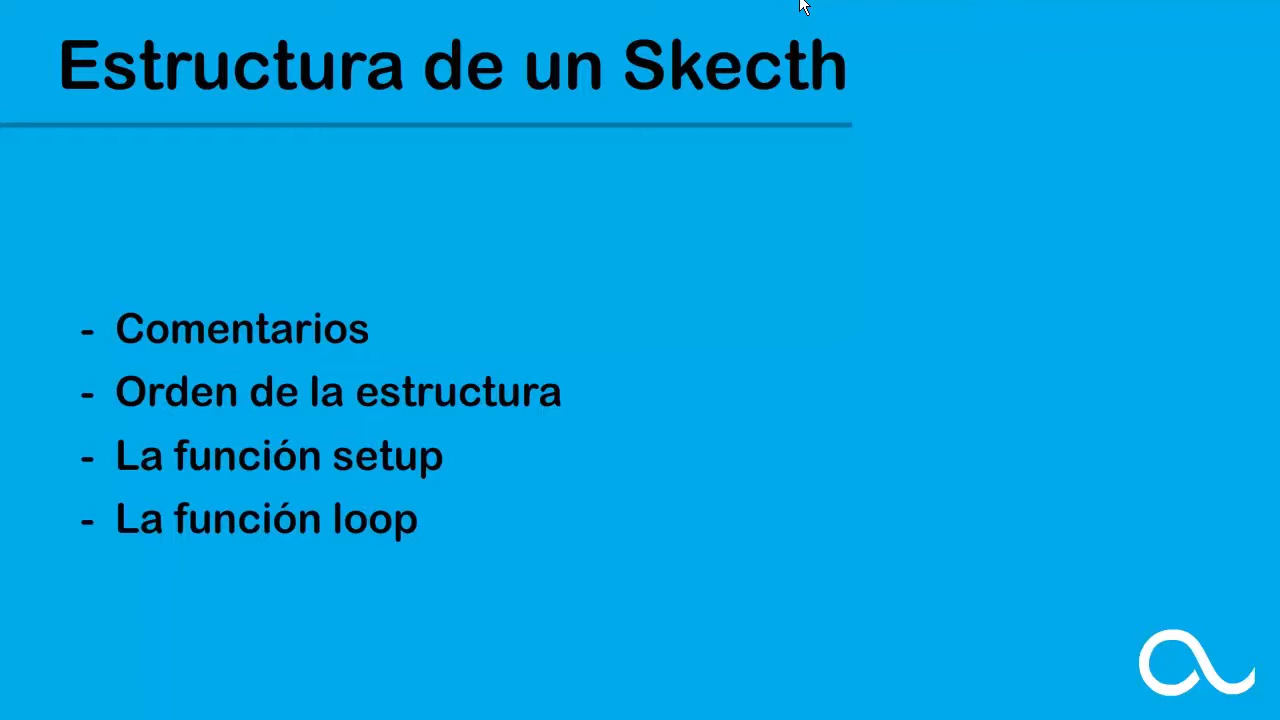 Estructura de un Skecth
- Comentarios
- Orden de la estructura
- La función setup
- La función loop